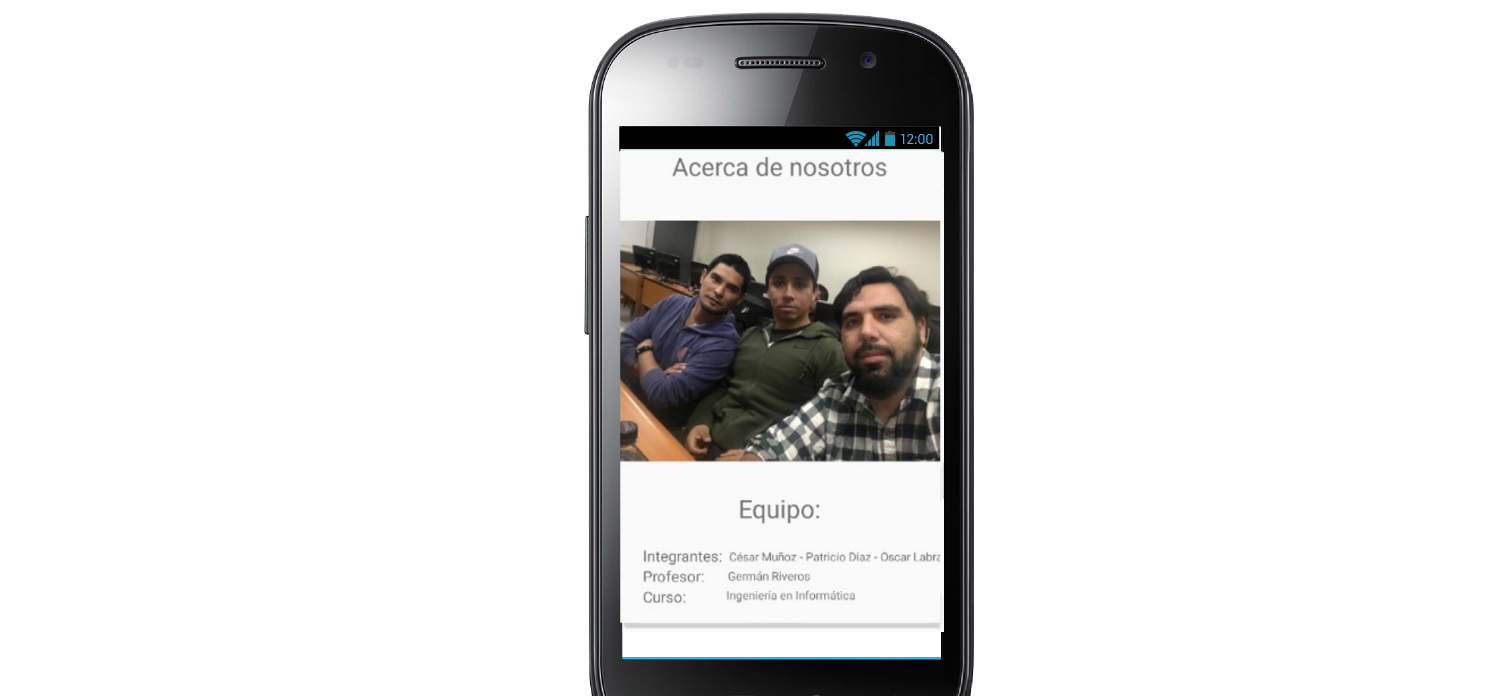 12:00
Acerca de nosotros
Equipo:
Integrantes: César Muñoz - Patricio Díaz - Oscar
Profesor: Germán Riveros
Curso: Ingeniería en Informática